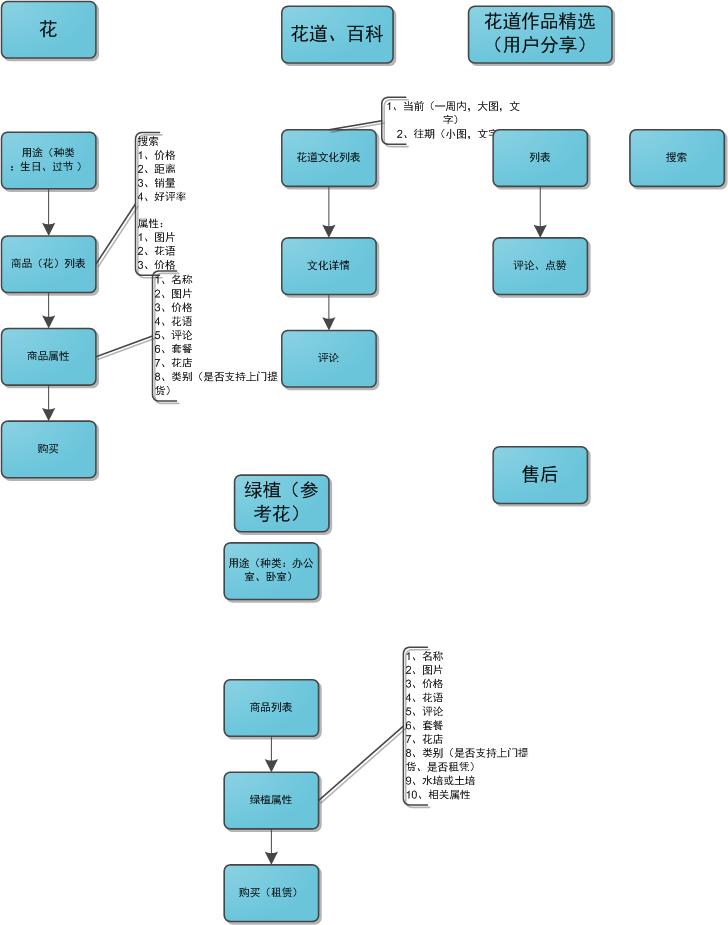 花
花道、百科
花道作品精选
（用户分享）
1、当前（一周内，大图，文
字）
2、往期（小图，文字
用途（种类
：生日、过节 ）
搜索
1、价格
2、距离
3、销量
4、好评率
属性：
1、图片
2、花语
3、价格
花道文化列表
列表
搜索
商品（花）列表
文化详情
评论、点赞
1、名称
2、图片
3、价格
4、花语
5、评论
6、套餐
7、花店
8、类别（是否支持上门提
货）
商品属性
评论
购买
绿植（参
考花）
售后
用途（种类：办公
室、卧室）
商品列表
1、名称
2、图片
3、价格
4、花语
5、评论
6、套餐
7、花店
8、类别（是否支持上门提
货、是否租赁）
9、水培或土培
10、相关属性
绿植属性
购买（租赁）